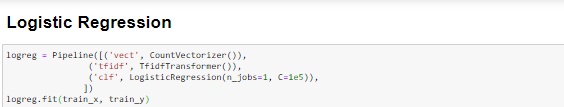 Logistic Regression
logreg = Pipeline([('vect', CountVectorizer()),
('tfidf', TfidfTransformer()),
('clf', LogisticRegression(n_jobs=1, C=1e5)),
])
logreg.fit(train_x, train_y)